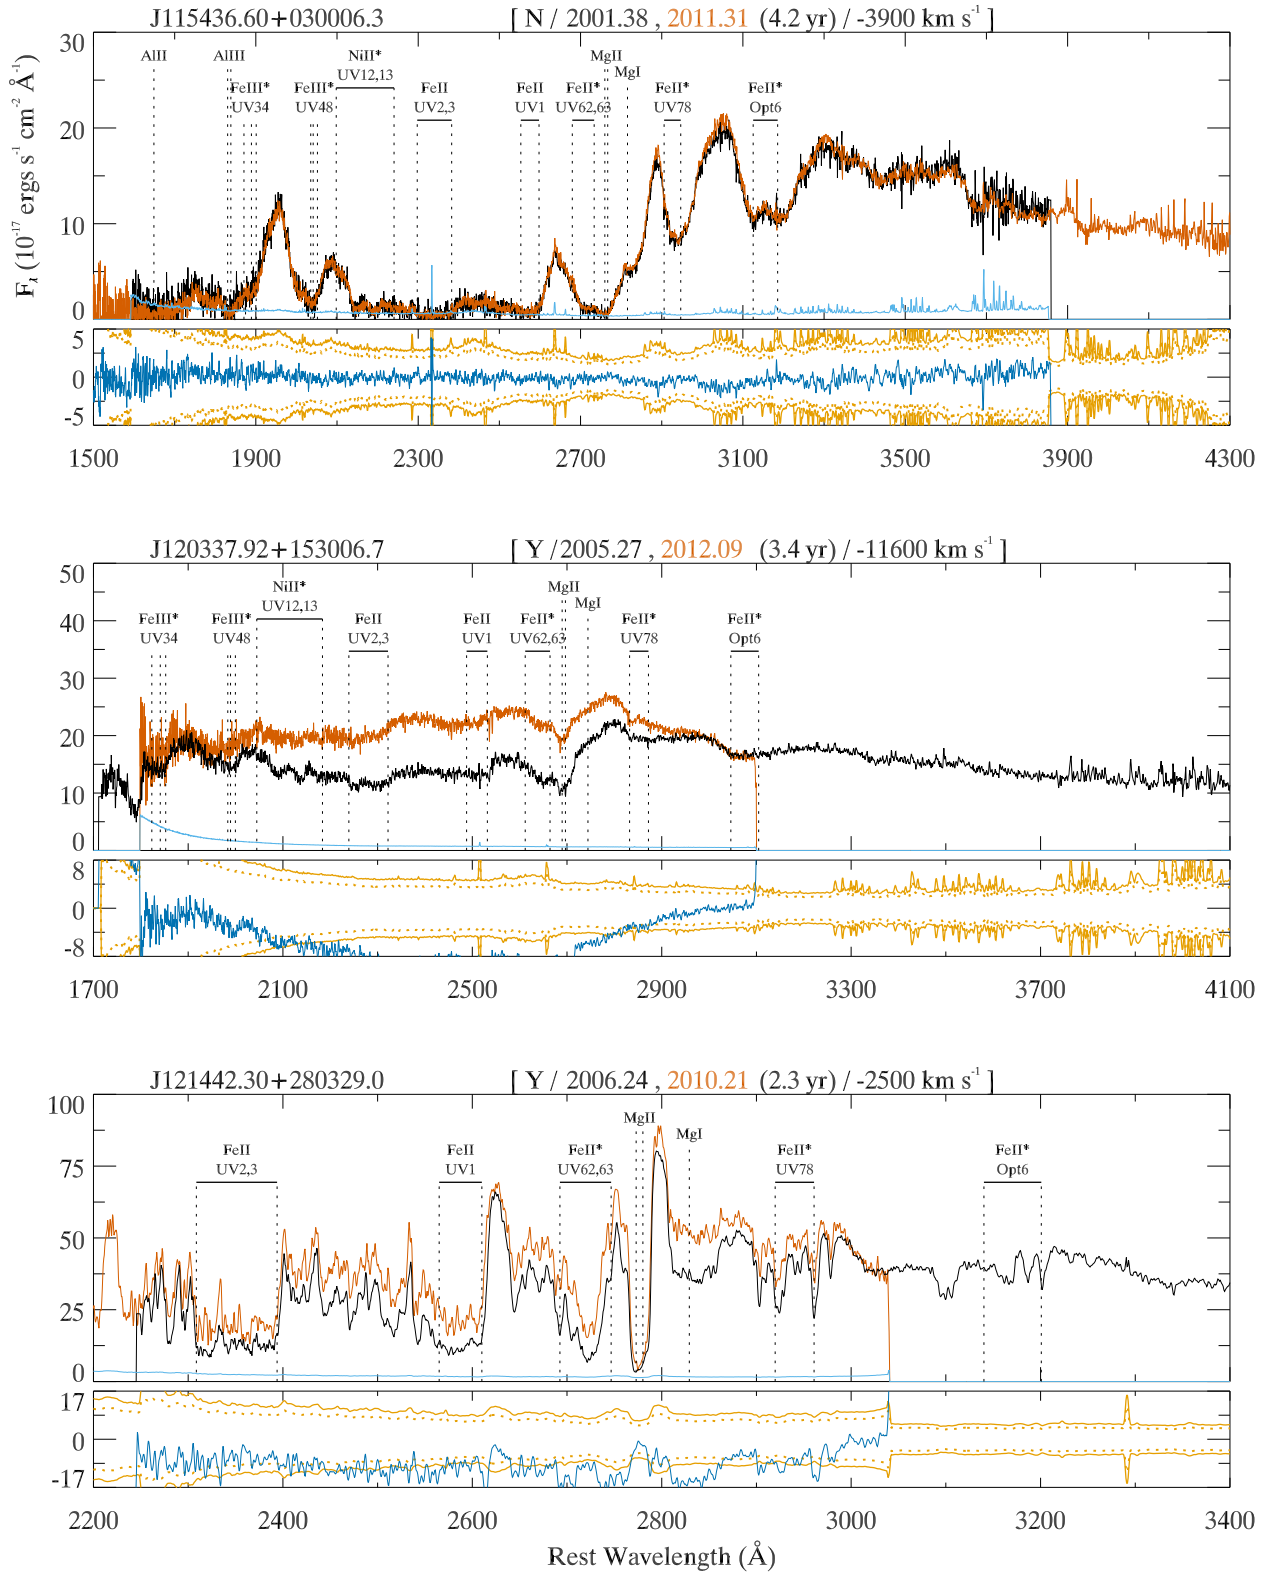 J115436.60+030006.3 [ N / 2001.38 , 2011.31 (4.2 yr) / -3900 km s-1 ]
30
AlII AlIII NiII* MgII
UV12,13 MgI
FeIII* FeIII* FeII FeII FeII* FeII* FeII*
UV34 UV48 UV2,3 UV1 UV62,63 UV78 Opt6
20
10
0
Fλ (10-17 ergs s-1 cm-2 Å-1)
5
0
-5
1500 1900 2300 2700 3100 3500 3900 4300
J120337.92+153006.7 [ Y / 2005.27 , 2012.09 (3.4 yr) / -11600 km s-1 ]
50
NiII* MgII
UV12,13 MgI
40
FeIII* FeIII* FeII FeII FeII* FeII* FeII*
UV34 UV48 UV2,3 UV1 UV62,63 UV78 Opt6
30
20
10
0
8
0
-8
1700 2100 2500 2900 3300 3700 4100
J121442.30+280329.0 [ Y / 2006.24 , 2010.21 (2.3 yr) / -2500 km s-1 ]
100
MgII
MgI
FeII FeII FeII* FeII* FeII*
UV2,3 UV1 UV62,63 UV78 Opt6
75
50
25
0
17
0
-17
2200 2400 2600 2800 3000 3200 3400
Rest Wavelength (Å)